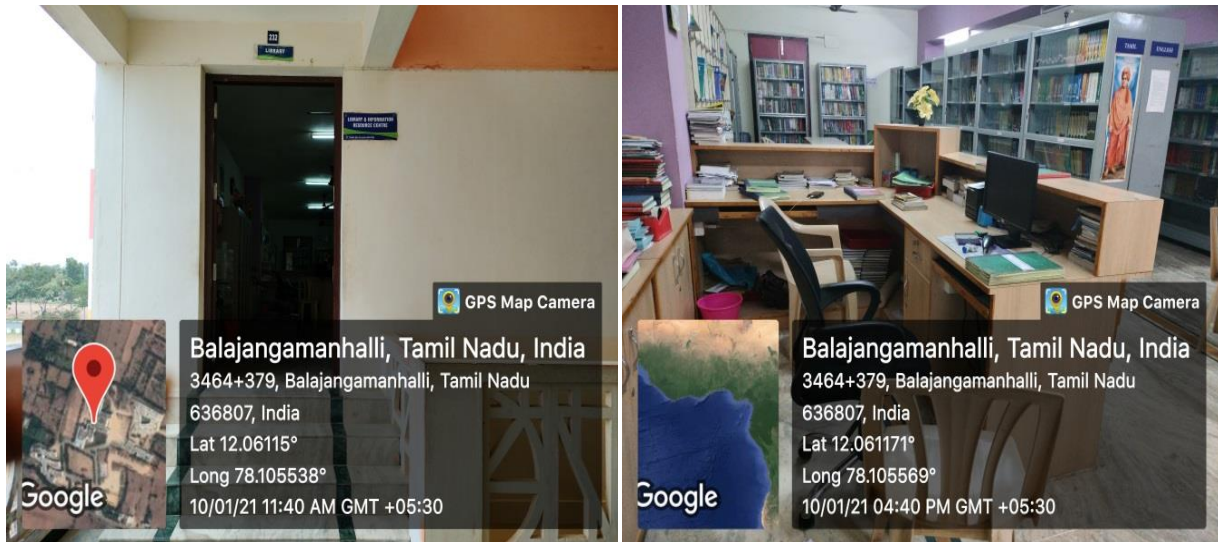 232
LIBRARY
LIBRARY & INFORMATION
RESOURCE CENTRE
GPS Map Camera
Balajangamanhalli, Tamil Nadu, India
3464+379, Balajangamanhalli, Tamil Nadu
636807, India
Lat 12.06115°
Long 78.105538°
10/01/21 11:40 AM GMT +05:30
Google
TAMIL
ENGLISH
GPS Map Camera
Balajangamanhalli, Tamil Nadu, India
3464+379, Balajangamanhalli, Tamil Nadu
636807, India
Lat 12.061171°
Long 78.105569°
10/01/21 04:40 PM GMT +05:30
Google